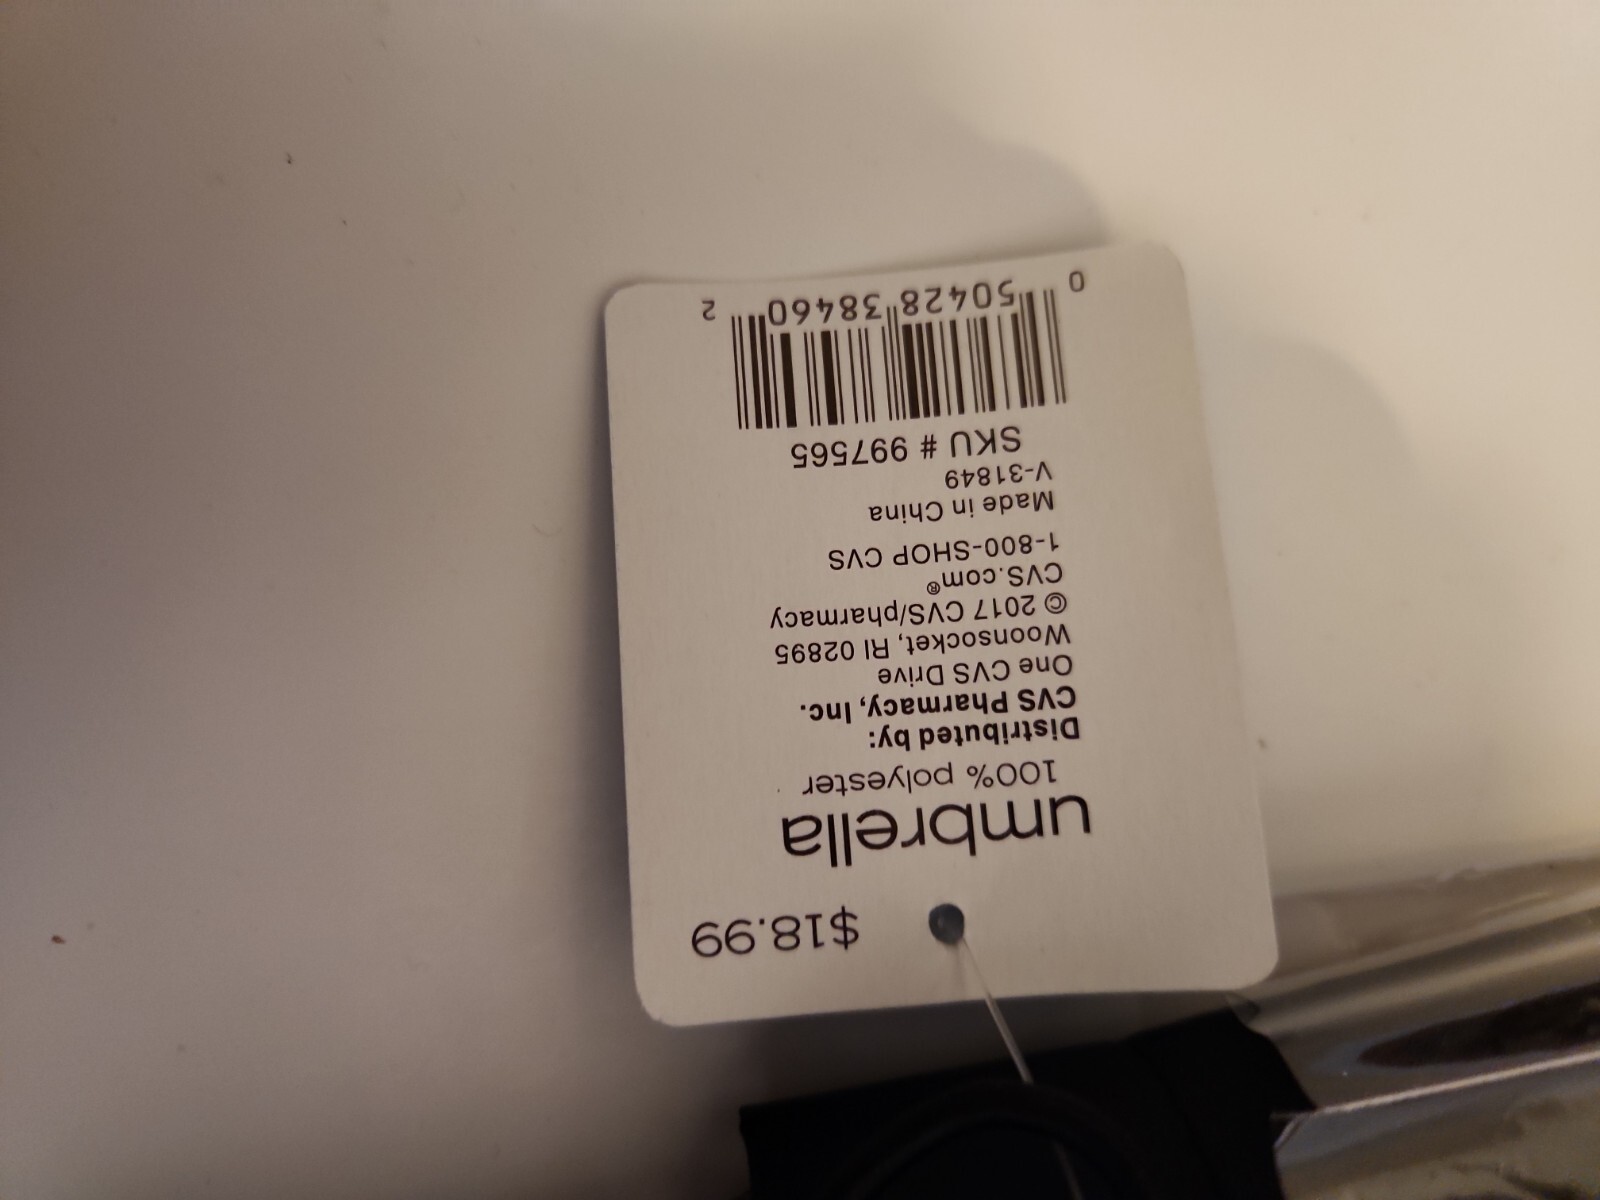 $18.99
umbrella
100% polyester
Distributed by:
CVS Pharmacy, Inc.
One CVS Drive
Woonsocket, RI 02895
© 2017 CVS/pharmacy
CVS.com®
1-800-SHOP CVS
Made in China
V-31849
SKU # 997565
0 50428 38460 2